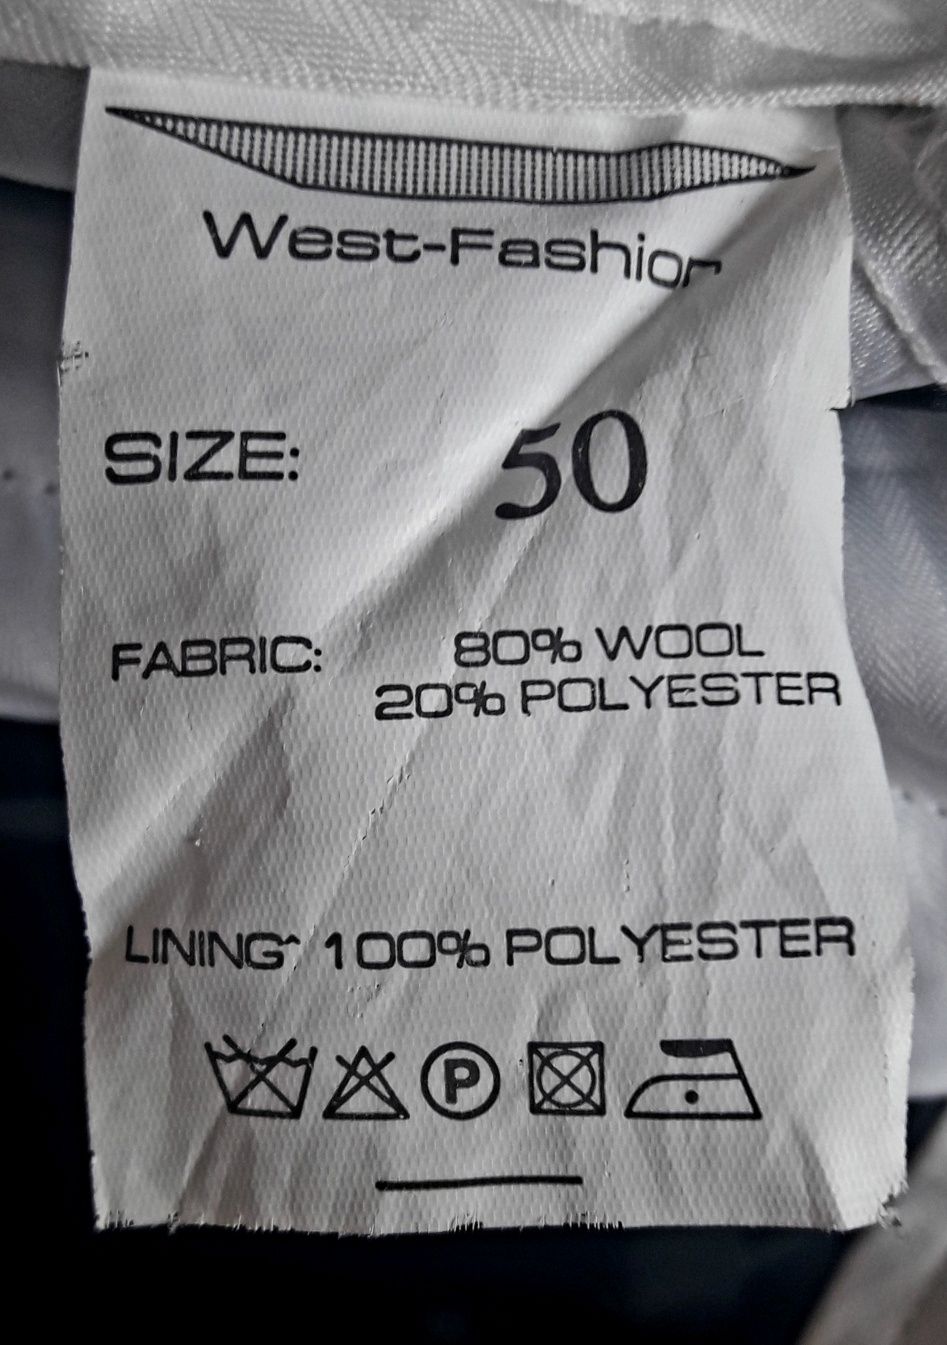 West-Fashion
SIZE: 50
FABRIC: 80% WOOL
20% POLYESTER
LINING: 100% POLYESTER
P